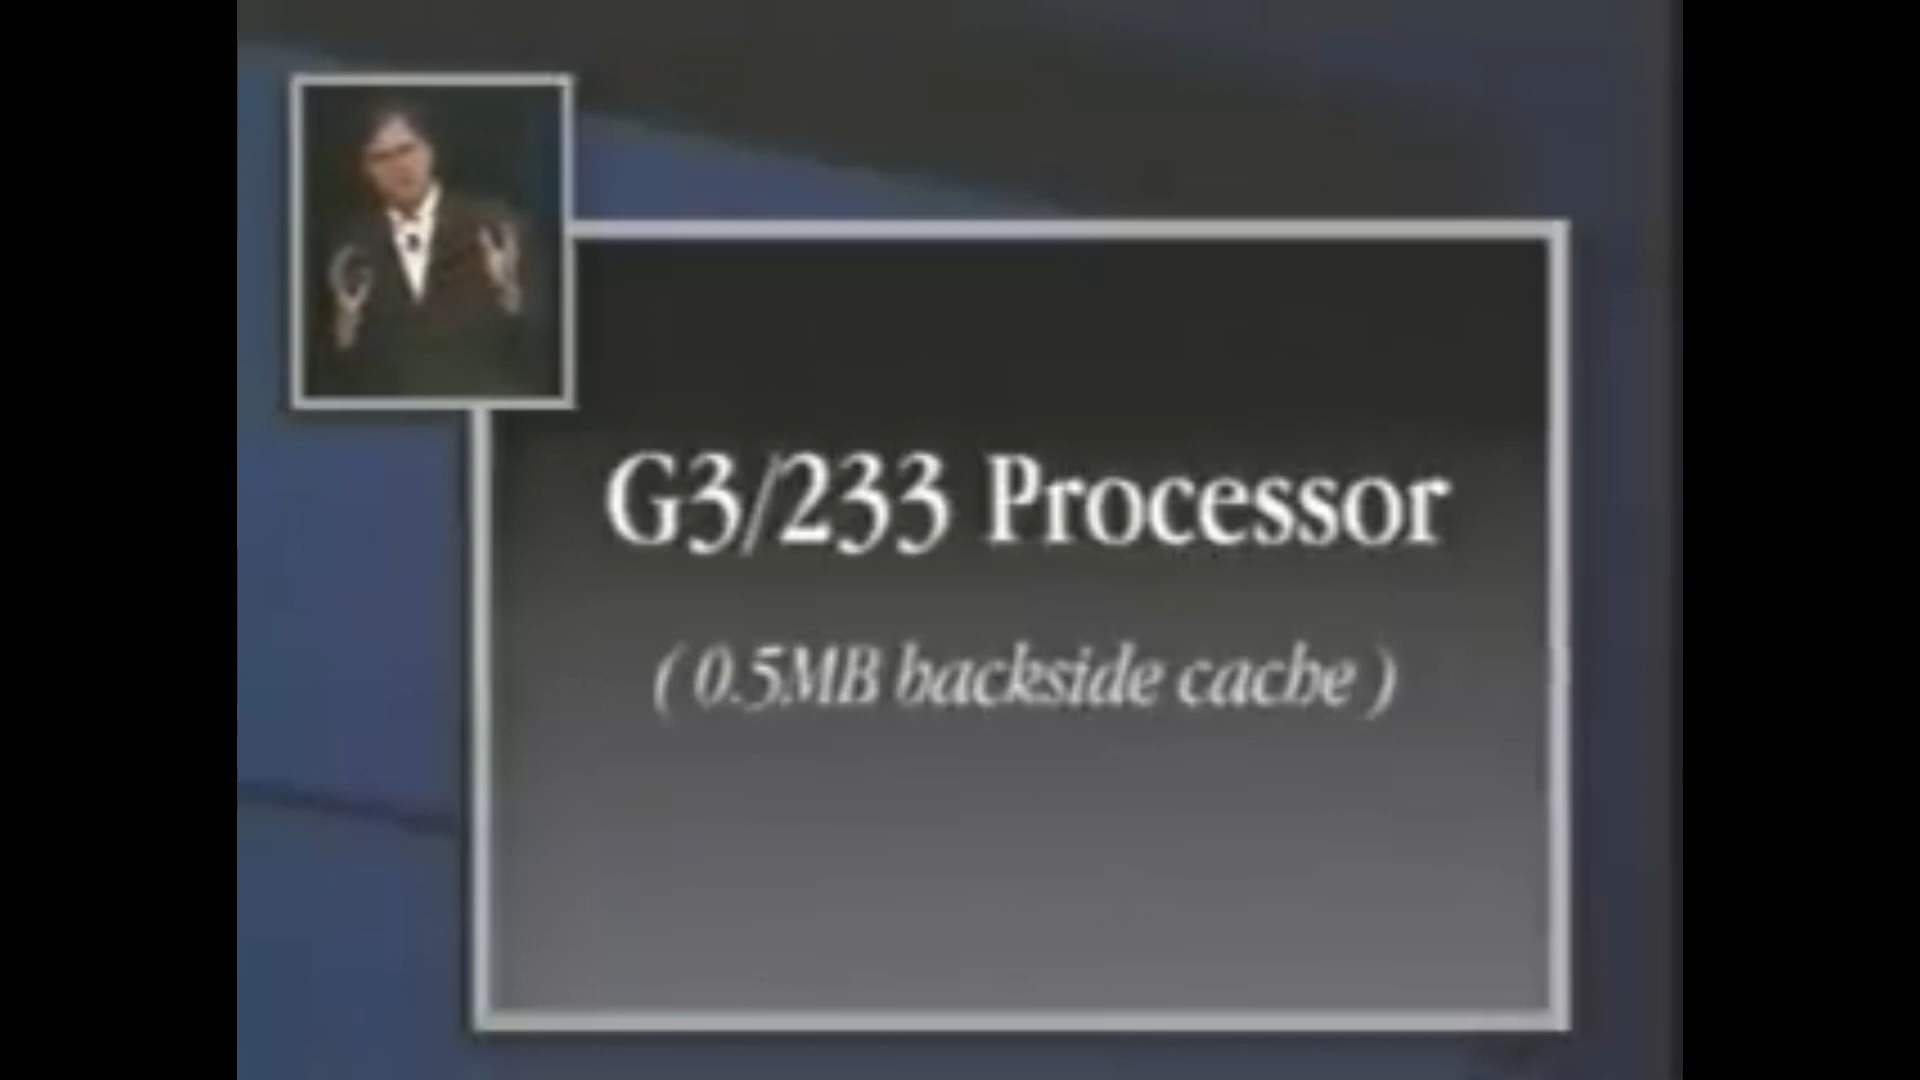 G3/233 Processor
( 0.5MB backside cache )